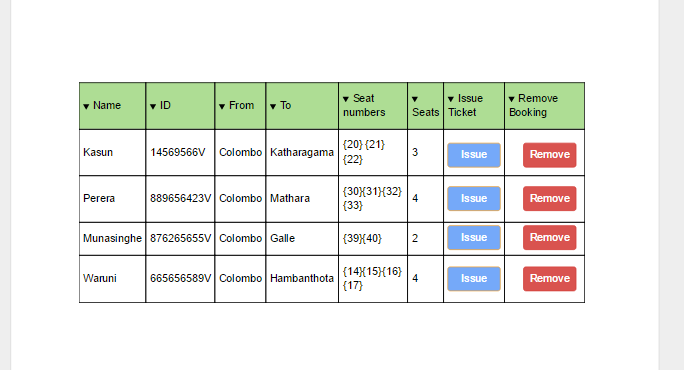 ▼ Name ▼ ID ▼ From ▼ To ▼ Seat numbers ▼ Seats ▼ Issue Ticket ▼ Remove Booking
Kasun 14569566V Colombo Katharagama {20} {21} {22} 3 Issue Remove
Perera 889656423V Colombo Mathara {30}{31}{32} {33} 4 Issue Remove
Munasinghe 876265655V Colombo Galle {39}{40} 2 Issue Remove
Waruni 665656589V Colombo Hambanthota {14}{15}{16} {17} 4 Issue Remove